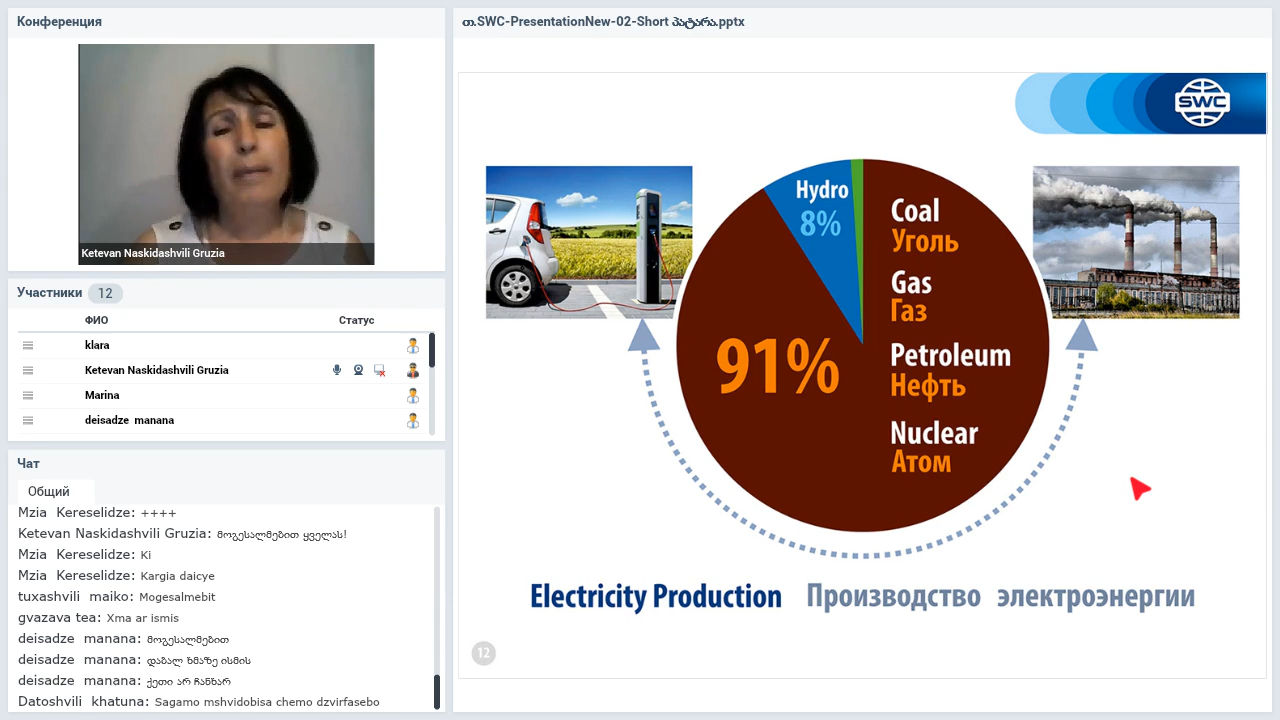 Конференция
Ketevan Naskidashvili Gruzia
Участники 12
ФИО Статус
klara
Ketevan Naskidashvili Gruzia
Marina
deisadze manana
Чат
Общий
Mzia Kereselidze: ++++
Ketevan Naskidashvili Gruzia: მოგესალმებით ყველას!
Mzia Kereselidze: Ki
Mzia Kereselidze: Kargia daicye
tuxashvili maiko: Mogesalmebit
gvazava tea: Xma ar ismis
deisadze manana: მოგესალმებით
deisadze manana: დაბალ ხმაზე ისმის
deisadze manana: ქეთი არ ჩანხარ
Datoshvili khatuna: Sagamo mshvidobisa chemo dzvirfasebo
თ.SWC-PresentationNew-02-Short პატარა.pptx
SWC
Hydro
8%
91%
Coal
Уголь
Gas
Газ
Petroleum
Нефть
Nuclear
Атом
Electricity Production Производство электроэнергии
12